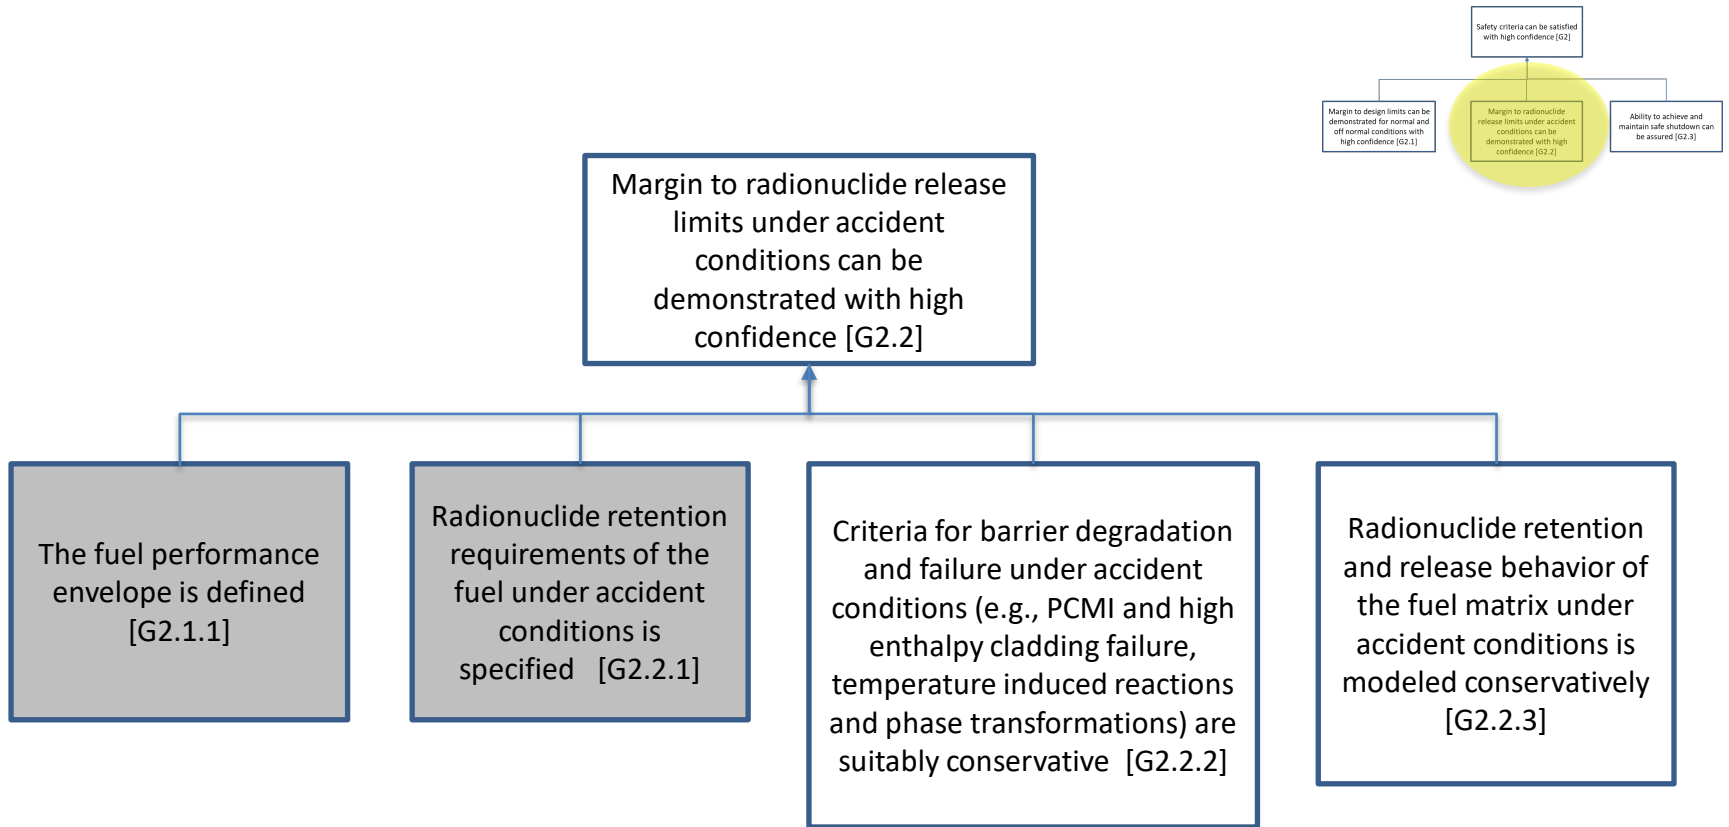 Safety criteria can be satisfied
with high confidence [G2]
Margin to design limits can be
demonstrated for normal and
off normal conditions with
high confidence [G2.1]
Margin to radionuclide
release limits under accident
conditions can be
demonstrated with high
confidence [G2.2]
Ability to achieve and
maintain safe shutdown can
be assured [G2.3]
Margin to radionuclide release
limits under accident
conditions can be
demonstrated with high
confidence [G2.2]
The fuel performance
envelope is defined
[G2.1.1]
Radionuclide retention
requirements of the
fuel under accident
conditions is
specified [G2.2.1]
Criteria for barrier degradation
and failure under accident
conditions (e.g., PCMI and high
enthalpy cladding failure,
temperature induced reactions
and phase transformations) are
suitably conservative [G2.2.2]
Radionuclide retention
and release behavior of
the fuel matrix under
accident conditions is
modeled conservatively
[G2.2.3]